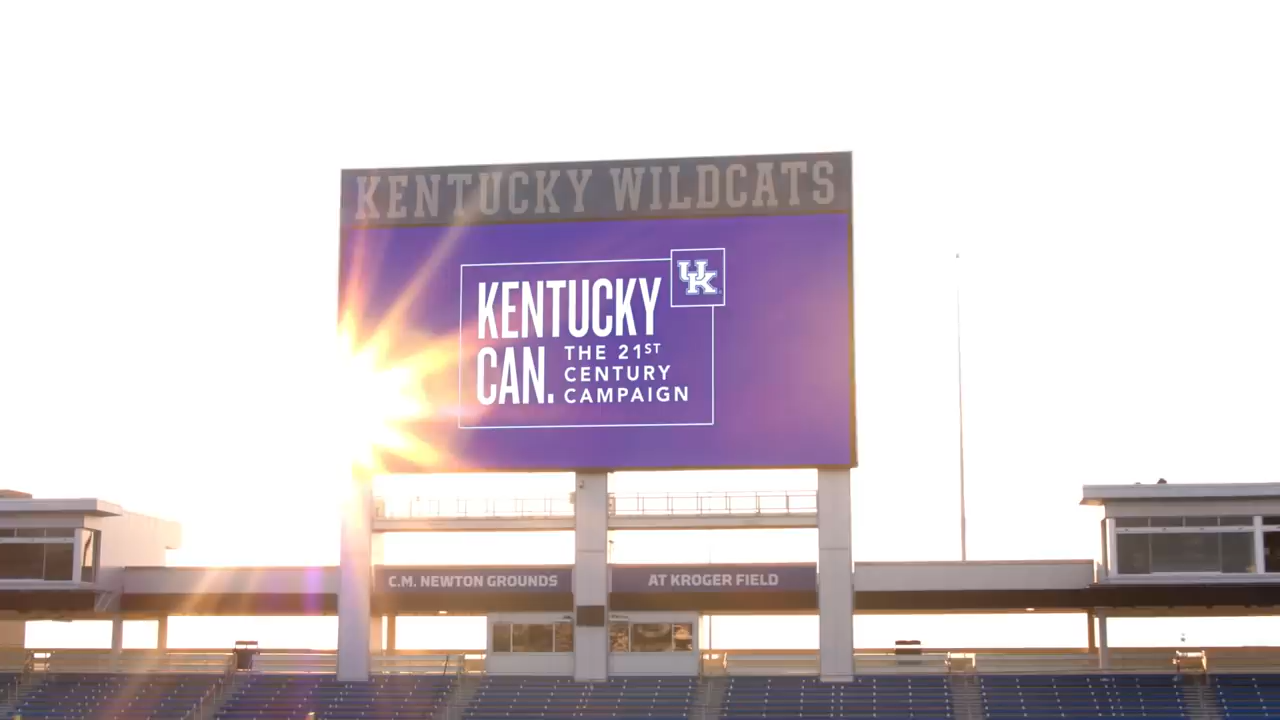 KENTUCKY WILDCATS
UK
KENTUCKY
CAN.
THE 21ST
CENTURY
CAMPAIGN
C.M. NEWTON GROUNDS
AT KROGER FIELD